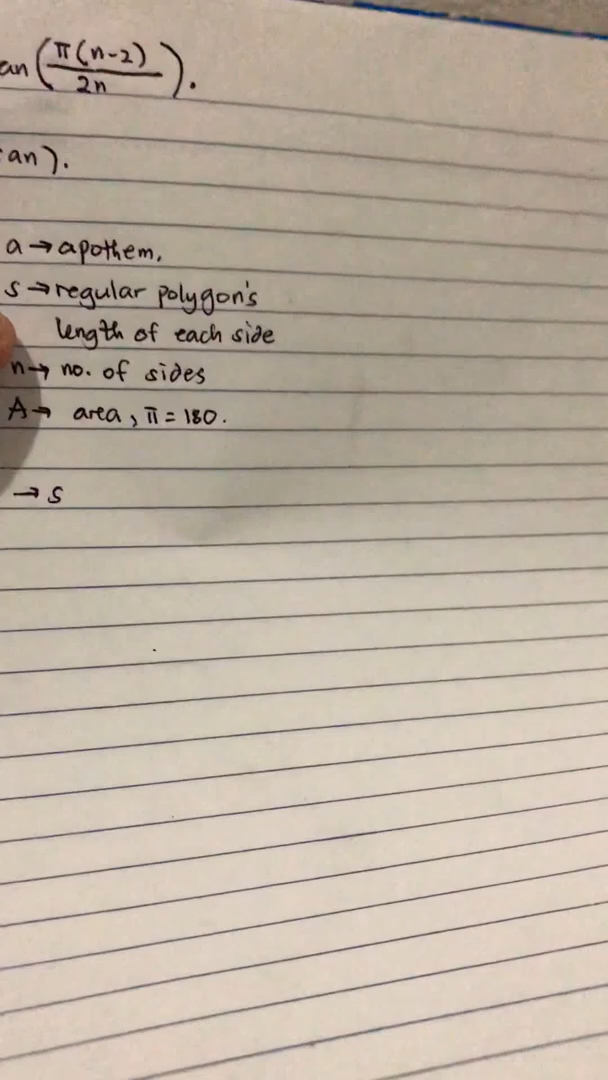 an (π(n-2)/2n).
an).
a → apothem.
s → regular polygon's
length of each side
n → no. of sides
A → area, π = 180.
→ s